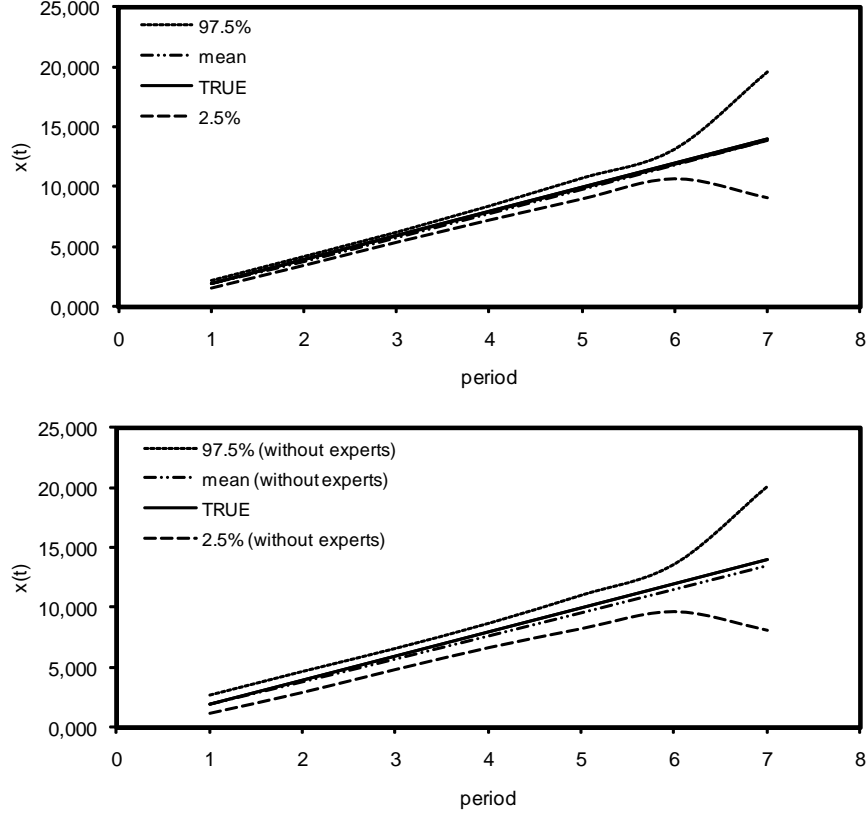 25,000
20,000
15,000
10,000
5,000
0,000
x(t)
97.5%
mean
TRUE
2.5%
0 1 2 3 4 5 6 7 8
period
25,000
20,000
15,000
10,000
5,000
0,000
x(t)
97.5% (without experts)
mean (without experts)
TRUE
2.5% (without experts)
0 1 2 3 4 5 6 7 8
period